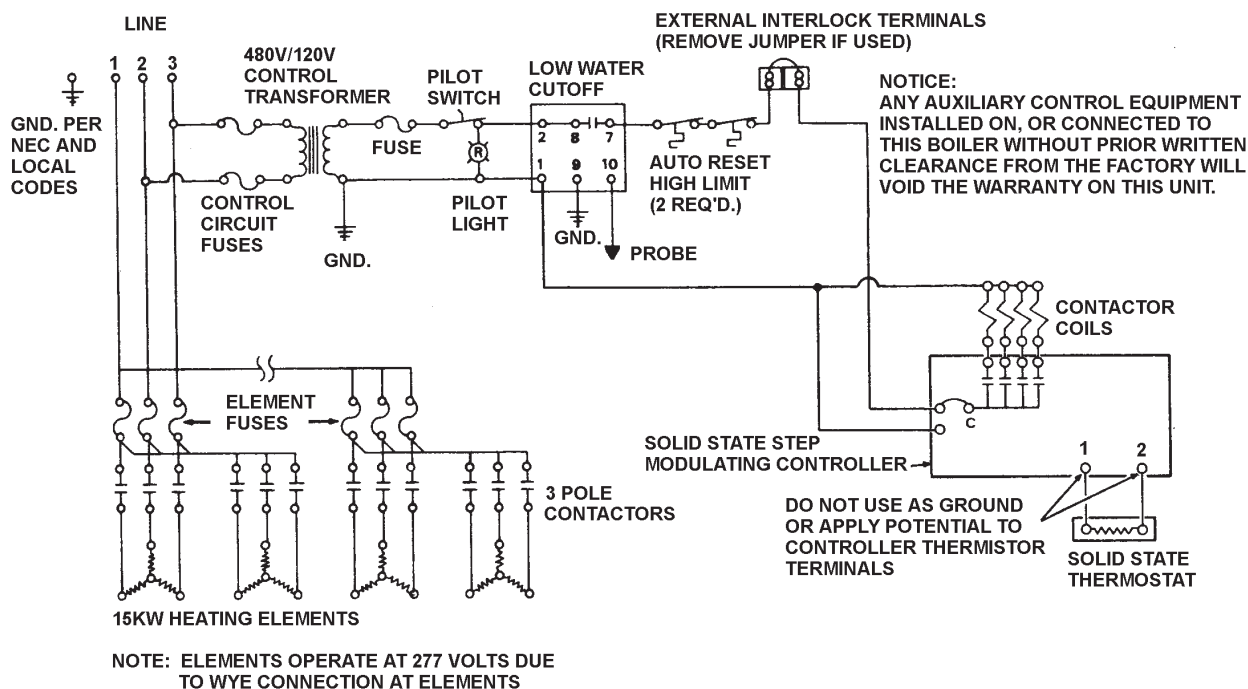 LINE
1 2 3
480V/120V
CONTROL
TRANSFORMER
GND. PER
NEC AND
LOCAL
CODES
CONTROL
CIRCUIT
FUSES
FUSE
GND.
PILOT
SWITCH
R
PILOT
LIGHT
LOW WATER
CUTOFF
2 8 7
1 9 10
GND.
PROBE
EXTERNAL INTERLOCK TERMINALS
(REMOVE JUMPER IF USED)
AUTO RESET
HIGH LIMIT
(2 REQ'D.)
NOTICE:
ANY AUXILIARY CONTROL EQUIPMENT
INSTALLED ON, OR CONNECTED TO
THIS BOILER WITHOUT PRIOR WRITTEN
CLEARANCE FROM THE FACTORY WILL
VOID THE WARRANTY ON THIS UNIT.
CONTACTOR
COILS
C
1 2
SOLID STATE STEP
MODULATING CONTROLLER
DO NOT USE AS GROUND
OR APPLY POTENTIAL TO
CONTROLLER THERMISTOR
TERMINALS
SOLID STATE
THERMOSTAT
ELEMENT
FUSES
3 POLE
CONTACTORS
15KW HEATING ELEMENTS
NOTE: ELEMENTS OPERATE AT 277 VOLTS DUE
TO WYE CONNECTION AT ELEMENTS